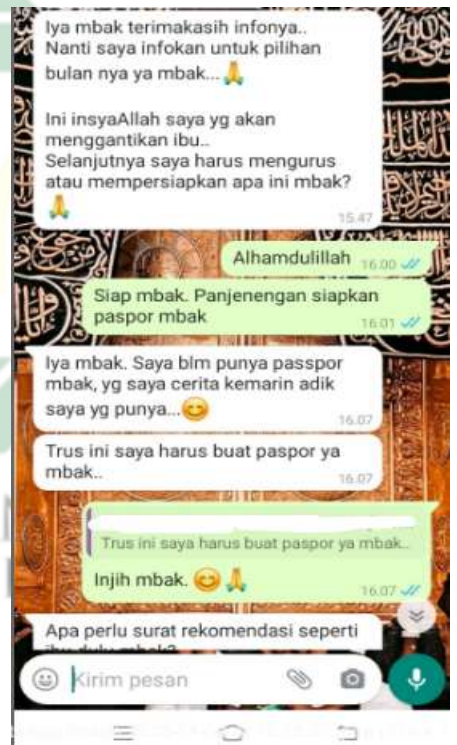 Iya mbak terimakasih infonya..
Nanti saya infokan untuk pilihan
bulan nya ya mbak...🙏
Ini insyaAllah saya yg akan
menggantikan ibu..
Selanjutnya saya harus mengurus
atau mempersiapkan apa ini mbak?
🙏
15.47
Alhamdulillah 16.00
Siap mbak. Panjenengan siapkan
paspor mbak
16.01
Iya mbak. Saya blm punya passpor
mbak, yg saya cerita kemarin adik
saya yg punya...😊
16.07
Trus ini saya harus buat paspor ya
mbak..
16.07
Trus ini saya harus buat paspor ya mbak..
Injih mbak. 😊🙏
16.07
Apa perlu surat rekomendasi seperti
ibu dulu mbak?
Kirim pesan